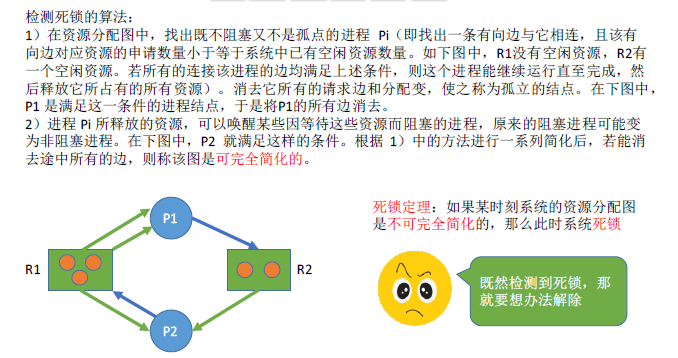 检测死锁的算法：
1）在资源分配图中，找出既不阻塞又不是孤点的进程 Pi（即找出一条有向边与它相连，且该有
向边对应资源的申请数量小于等于系统中已有空闲资源数量。如下图中，R1没有空闲资源，R2有
一个空闲资源。若所有的连接该进程的边均满足上述条件，则这个进程能继续运行直至完成，然
后释放它所占有的所有资源）。消去它所有的请求边和分配变，使之称为孤立的结点。在下图中，
P1 是满足这一条件的进程结点，于是将P1的所有边消去。
2）进程 Pi 所释放的资源，可以唤醒某些因等待这些资源而阻塞的进程，原来的阻塞进程可能变
为非阻塞进程。在下图中，P2 就满足这样的条件。根据 1）中的方法进行一系列简化后，若能消
去途中所有的边，则称该图是可完全简化的。
P1
R1
R2
P2
死锁定理：如果某时刻系统的资源分配图
是不可完全简化的，那么此时系统死锁
既然检测到死锁，那
就要想办法解除